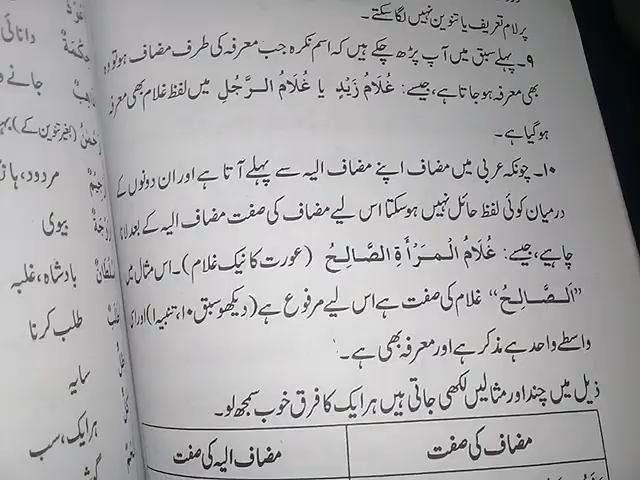 پر لام تعریف یا تنوین نہیں لگا سکتے۔
۹۔ پہلے سبق میں آپ پڑھ چکے ہیں کہ اسم نکرہ جب معرفہ کی طرف مضاف ہو تو وہ
بھی معرفہ ہو جاتا ہے، جیسے: غُلَامُ زَیْدٍ یا غُلَامُ الرَّجُلِ میں لفظ غلام بھی معرفہ
ہو گیا ہے۔
۱۰۔ چونکہ عربی میں مضاف اپنے مضاف الیہ سے پہلے آتا ہے اور ان دونوں کے
درمیان کوئی لفظ حائل نہیں ہو سکتا اس لیے مضاف کی صفت مضاف الیہ کے بعد لانا
چاہیے، جیسے: غُلَامُ الْمَرْأَۃِ الصَّالِحُ (عورت کا نیک غلام)۔ اس مثال میں
”اَلصَّالِحُ“ غلام کی صفت ہے اس لیے مرفوع ہے (دیکھو سبق ۱۰، تنبیہ ۱) اور
واسطے واحد ہے مذکر ہے اور معرفہ بھی ہے۔
ذیل میں چند اور مثالیں لکھی جاتی ہیں ہر ایک کا فرق خوب سمجھ لو۔
مضاف کی صفت
مضاف الیہ کی صفت
حِکْمَۃٌ دانائی
جانے
(بغیر تنوین کے)
مردود،
زَوْجَۃٌ بیوی
سُلْطَانٌ بادشاہ، غلبہ
طلب کرنا
سایہ
ہر ایک، سب